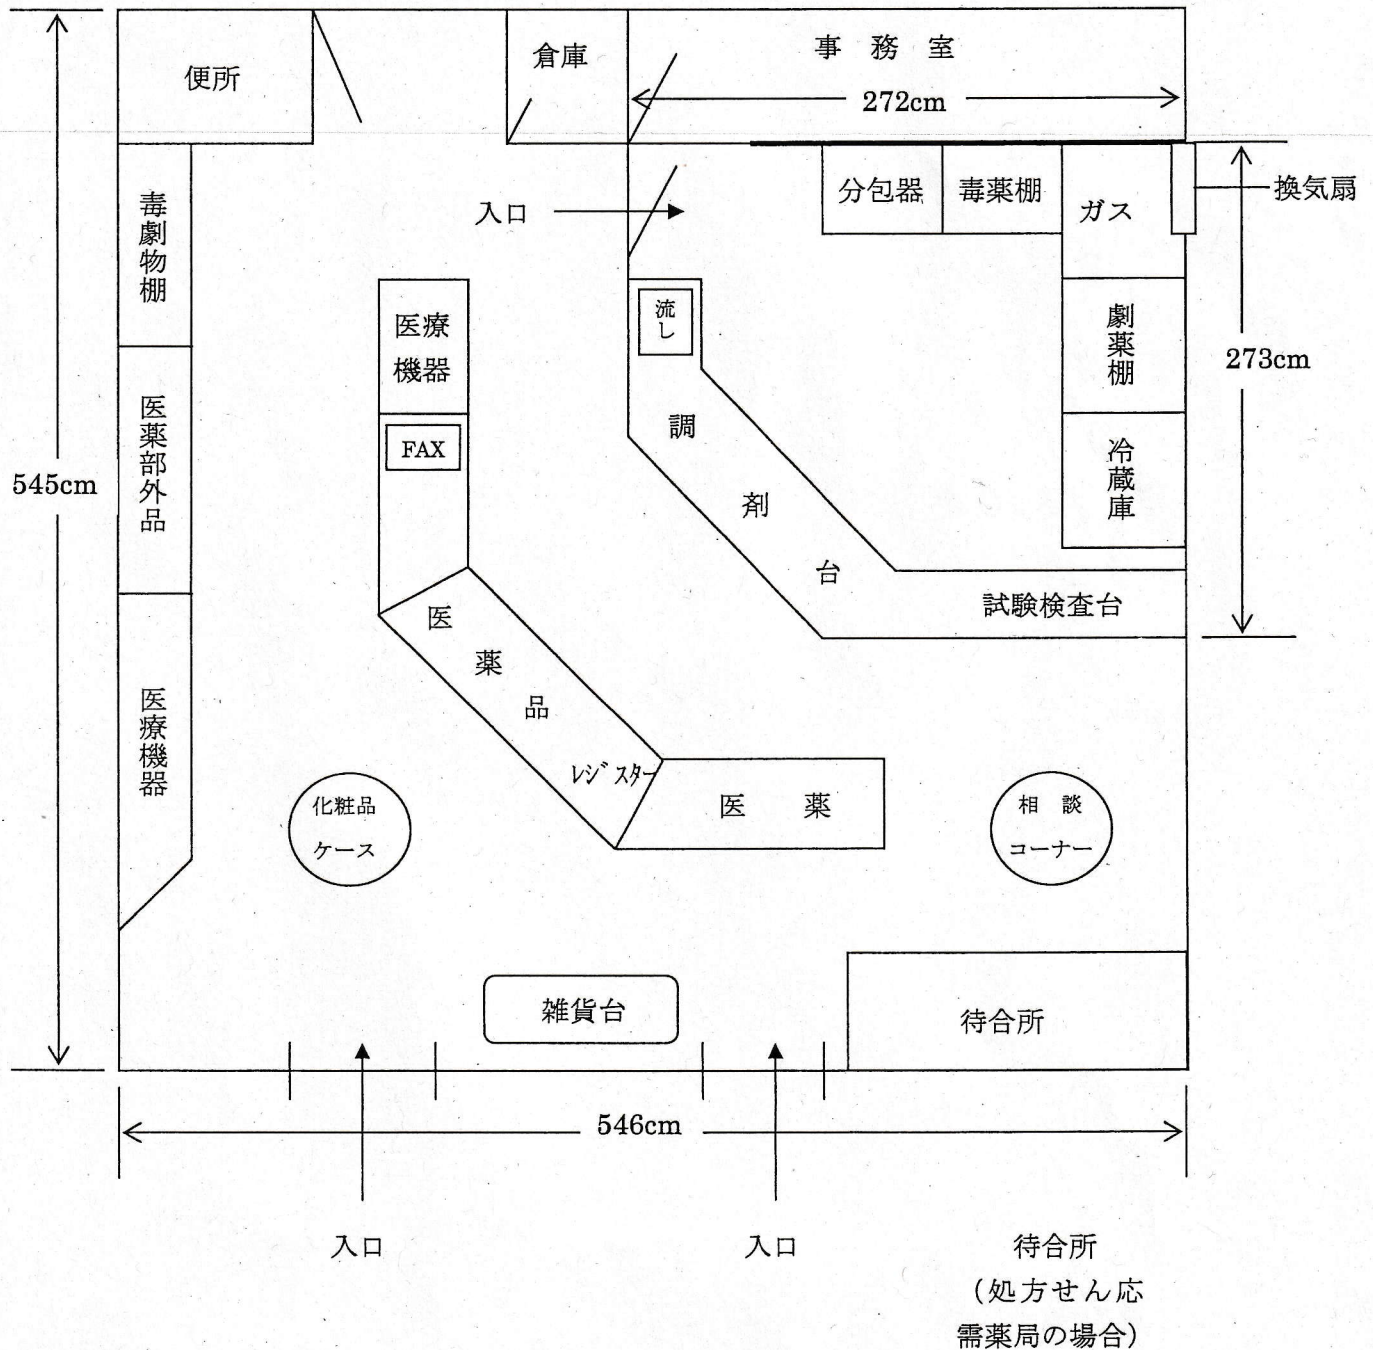 便所
倉庫
事務室
272cm
毒劇物棚
入口
分包器
毒薬棚
ガス
換気扇
医療
機器
流し
劇薬棚
273cm
545cm
医薬部外品
FAX
調剤台
冷蔵庫
試験検査台
医薬品
医療機器
レジスター
医薬
化粧品
ケース
相談
コーナー
雑貨台
待合所
546cm
入口
入口
待合所
（処方せん応
需薬局の場合）